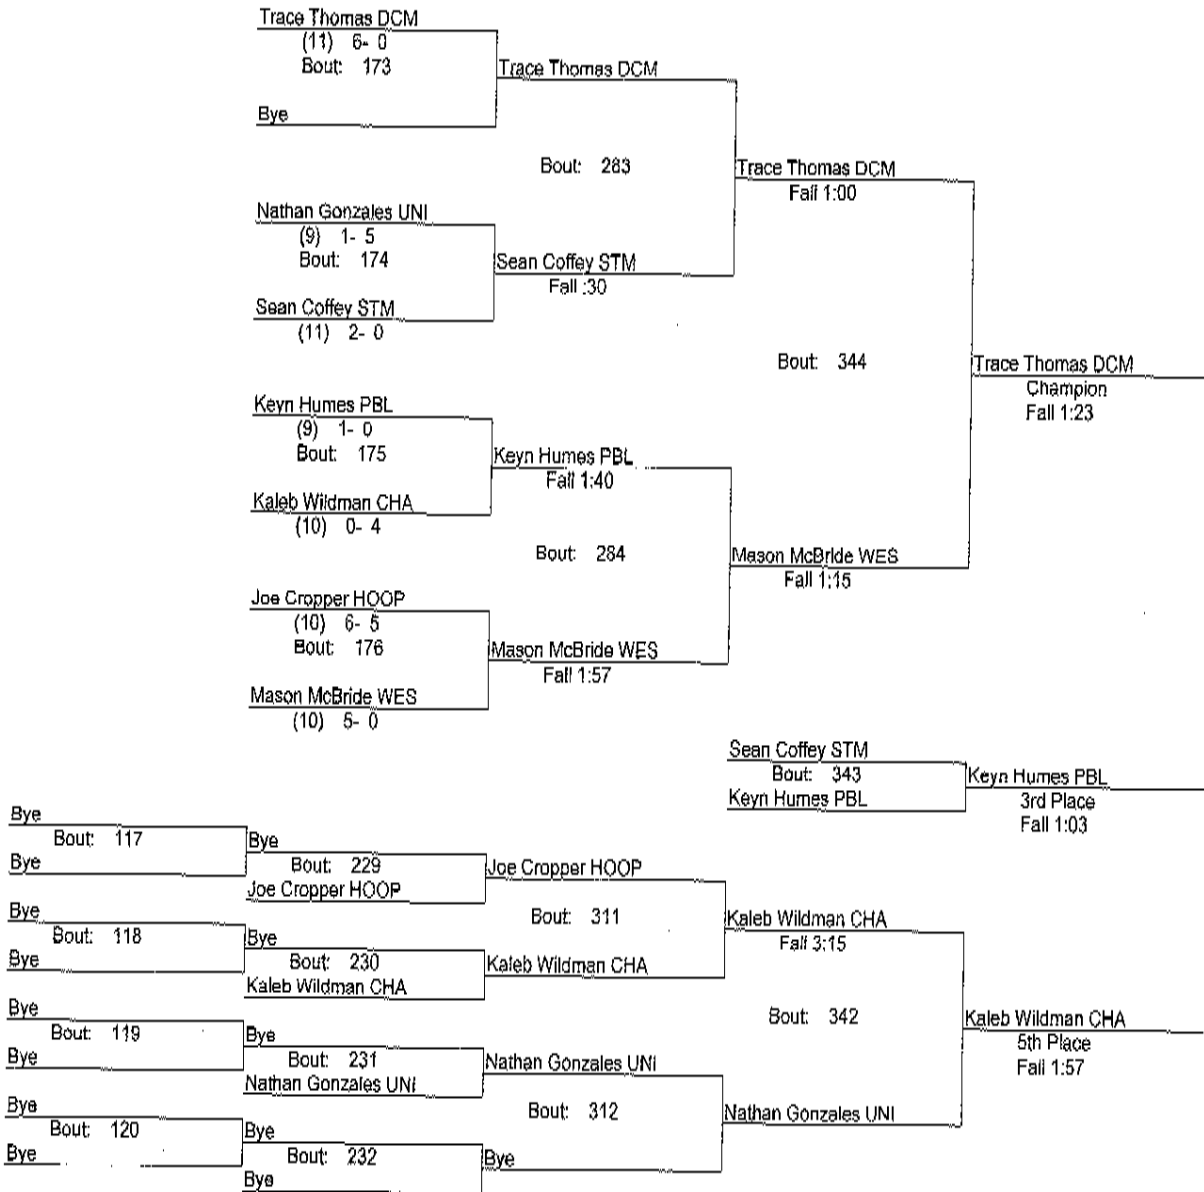 Trace Thomas DCM
(11) 6- 0
Bout: 173
Trace Thomas DCM
Bye
Bout: 283
Trace Thomas DCM
Fall 1:00
Nathan Gonzales UNI
(9) 1- 5
Bout: 174
Sean Coffey STM
Fall :30
Sean Coffey STM
(11) 2- 0
Bout: 344
Trace Thomas DCM
Champion
Fall 1:23
Keyn Humes PBL
(9) 1- 0
Bout: 175
Keyn Humes PBL
Fall 1:40
Kaleb Wildman CHA
(10) 0- 4
Bout: 284
Mason McBride WES
Fall 1:15
Joe Cropper HOOP
(10) 6- 5
Bout: 176
Mason McBride WES
Fall 1:57
Mason McBride WES
(10) 5- 0
Sean Coffey STM
Bout: 343
Keyn Humes PBL
Keyn Humes PBL
3rd Place
Fall 1:03
Bye
Bout: 117
Bye
Bye
Bout: 229
Joe Cropper HOOP
Joe Cropper HOOP
Bye
Bout: 118
Bye
Bye
Bout: 230
Kaleb Wildman CHA
Kaleb Wildman CHA
Bout: 311
Kaleb Wildman CHA
Fall 3:15
Bye
Bout: 119
Bye
Bye
Bout: 231
Nathan Gonzales UNI
Nathan Gonzales UNI
Bout: 342
Kaleb Wildman CHA
5th Place
Fall 1:57
Bye
Bout: 120
Bye
Bye
Bout: 232
Bye
Bye
Bout: 312
Nathan Gonzales UNI